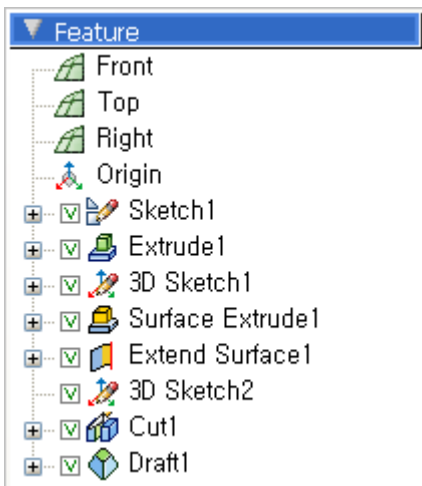 Feature
Front
Top
Right
Origin
Sketch1
Extrude1
3D Sketch1
Surface Extrude1
Extend Surface1
3D Sketch2
Cut1
Draft1